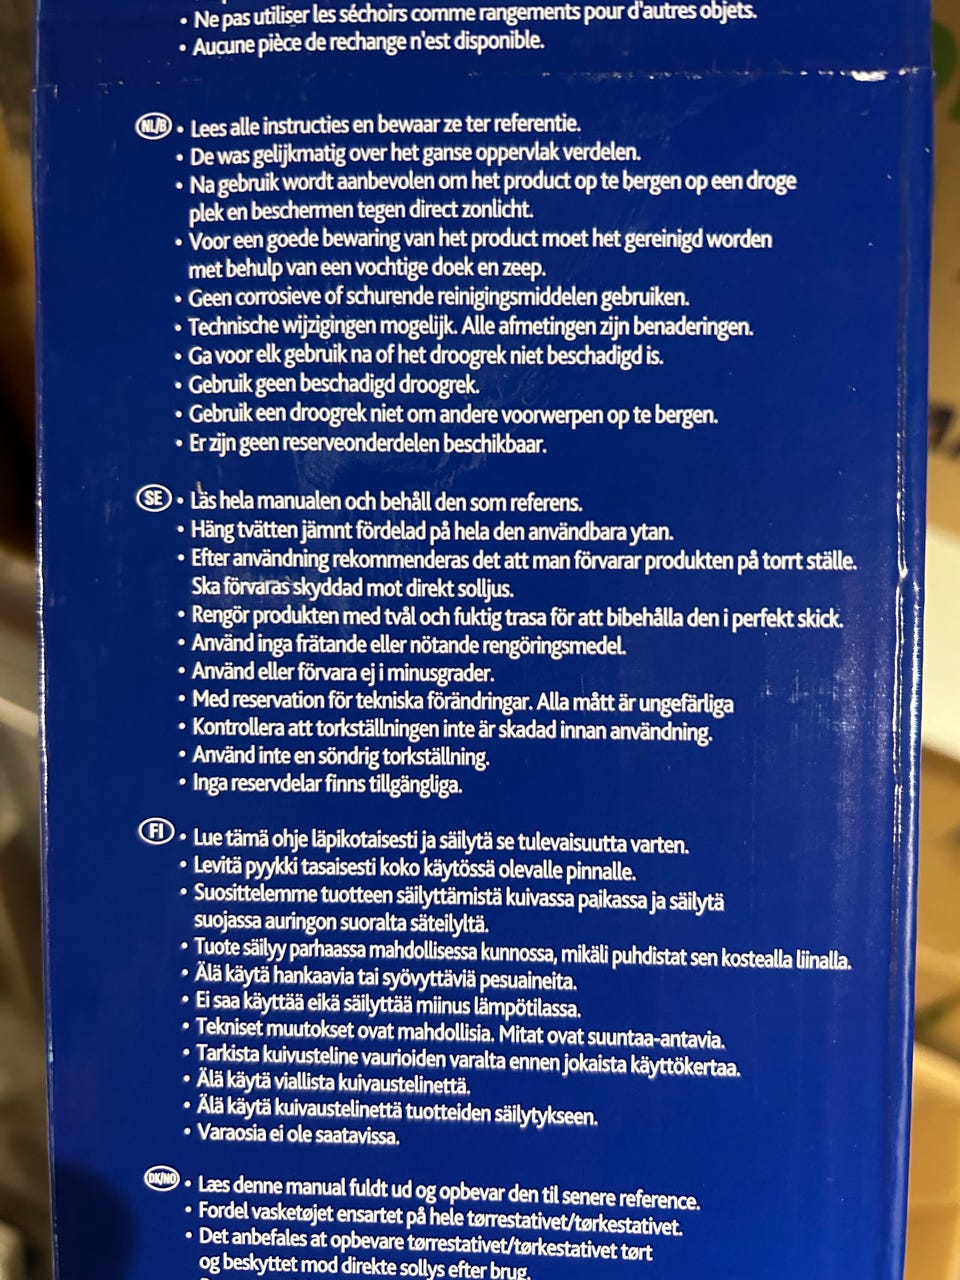 • Ne pas utiliser les séchoirs comme rangements pour d'autres objets.
• Aucune pièce de rechange n'est disponible.
NL/B • Lees alle instructies en bewaar ze ter referentie.
• De was gelijkmatig over het ganse oppervlak verdelen.
• Na gebruik wordt aanbevolen om het product op te bergen op een droge
plek en beschermen tegen direct zonlicht.
• Voor een goede bewaring van het product moet het gereinigd worden
met behulp van een vochtige doek en zeep.
• Geen corrosieve of schurende reinigingsmiddelen gebruiken.
• Technische wijzigingen mogelijk. Alle afmetingen zijn benaderingen.
• Ga voor elk gebruik na of het droogrek niet beschadigd is.
• Gebruik geen beschadigd droogrek.
• Gebruik een droogrek niet om andere voorwerpen op te bergen.
• Er zijn geen reserveonderdelen beschikbaar.
SE • Läs hela manualen och behåll den som referens.
• Häng tvätten jämnt fördelad på hela den användbara ytan.
• Efter användning rekommenderas det att man förvarar produkten på torrt ställe.
Ska förvaras skyddad mot direkt solljus.
• Rengör produkten med tvål och fuktig trasa för att bibehålla den i perfekt skick.
• Använd inga frätande eller nötande rengöringsmedel.
• Använd eller förvara ej i minusgrader.
• Med reservation för tekniska förändringar. Alla mått är ungefärliga
• Kontrollera att torkställningen inte är skadad innan användning.
• Använd inte en söndrig torkställning.
• Inga reservdelar finns tillgängliga.
FI • Lue tämä ohje läpikotaisesti ja säilytä se tulevaisuutta varten.
• Levitä pyykki tasaisesti koko käytössä olevalle pinnalle.
• Suosittelemme tuotteen säilyttämistä kuivassa paikassa ja säilytä
suojassa auringon suoralta säteilyltä.
• Tuote säilyy parhaassa mahdollisessa kunnossa, mikäli puhdistat sen kostealla liinalla.
• Älä käytä hankaavia tai syövyttäviä pesuaineita.
• Ei saa käyttää eikä säilyttää miinus lämpötilassa.
• Tekniset muutokset ovat mahdollisia. Mitat ovat suuntaa-antavia.
• Tarkista kuivusteline vaurioiden varalta ennen jokaista käyttökertaa.
• Älä käytä viallista kuivaustelinettä.
• Älä käytä kuivaustelinettä tuotteiden säilytykseen.
• Varaosia ei ole saatavissa.
DK/NO • Læs denne manual fuldt ud og opbevar den til senere reference.
• Fordel vasketøjet ensartet på hele tørrestativet/tørkestativet.
• Det anbefales at opbevare tørrestativet/tørkestativet tørt
og beskyttet mod direkte sollys efter brug.